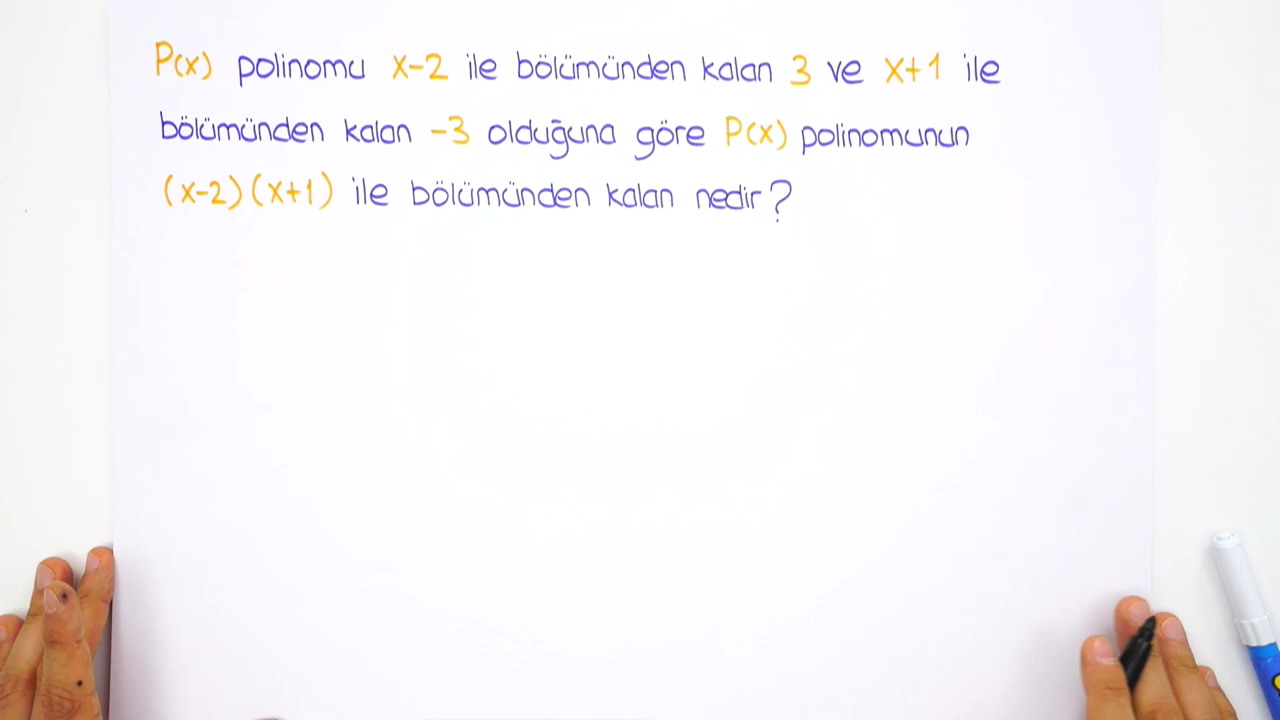 P(x) polinomu x-2 ile bölümünden kalan 3 ve x+1 ile
bölümünden kalan -3 olduğuna göre P(x) polinomunun
(x-2)(x+1) ile bölümünden kalan nedir?